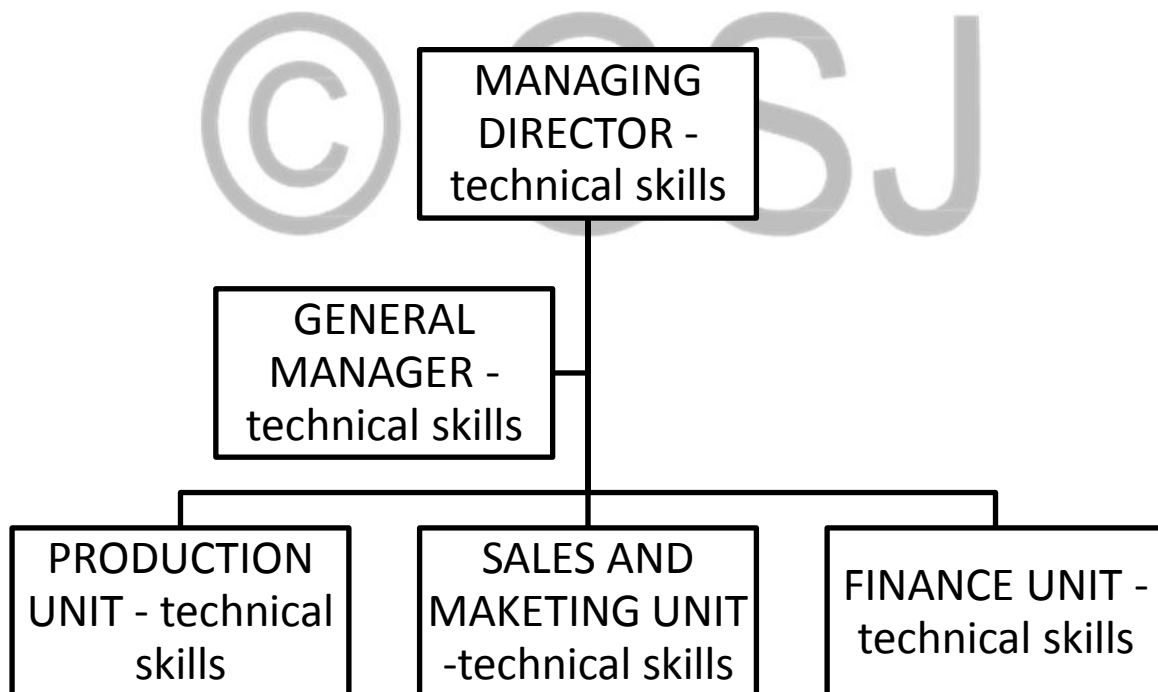 © GSJ
MANAGING
DIRECTOR -
technical skills
GENERAL
MANAGER -
technical skills
PRODUCTION
UNIT - technical
skills
SALES AND
MAKETING UNIT
-technical skills
FINANCE UNIT -
technical skills